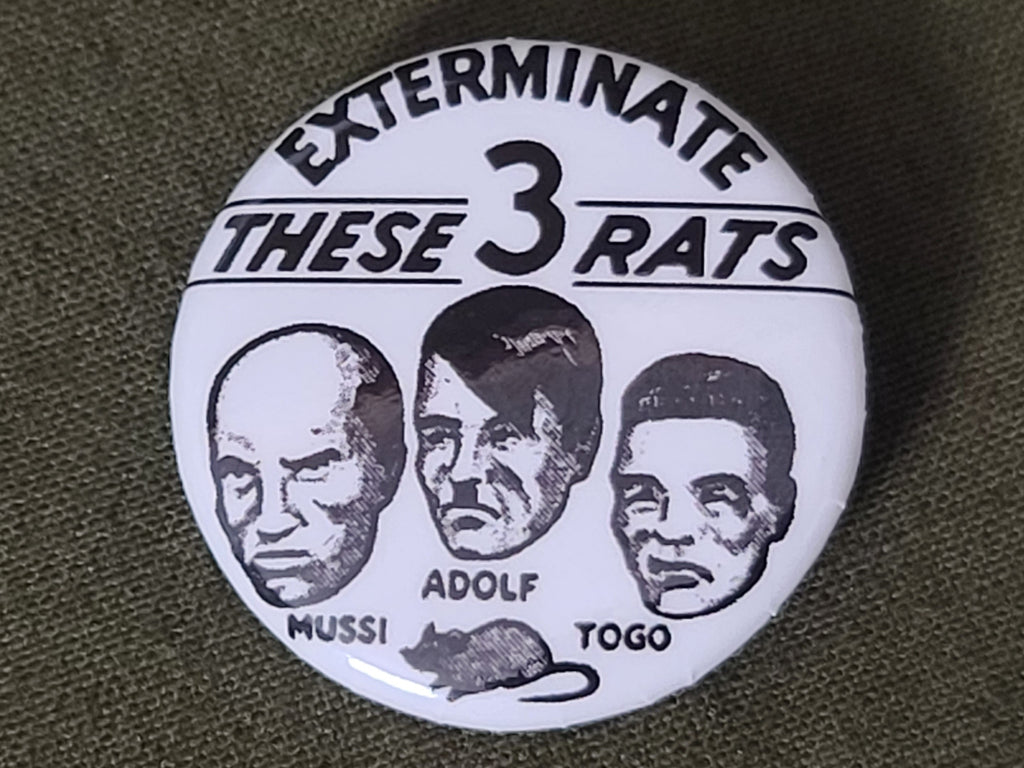 EXTERMINATE
THESE 3 RATS
ADOLF
MUSSI
TOGO